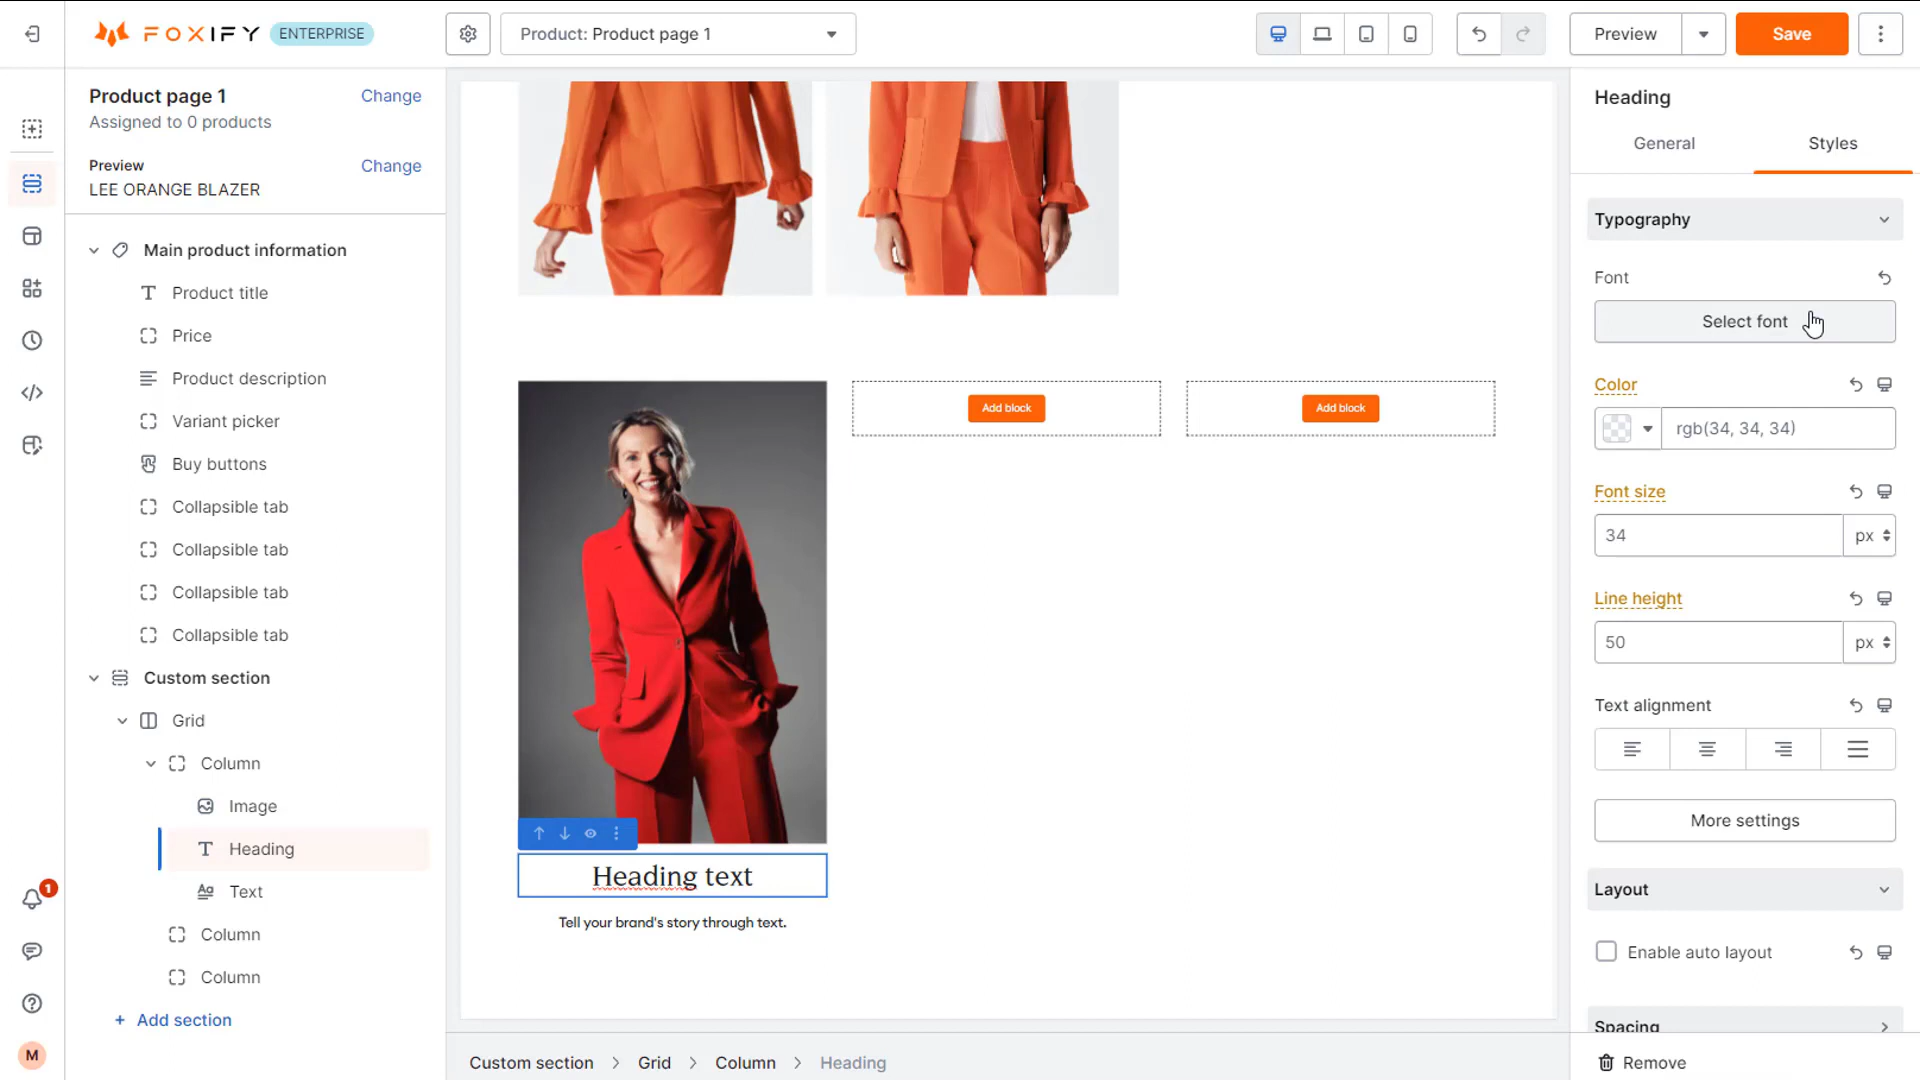 FOXIFY ENTERPRISE
Product: Product page 1
Preview
Save
Product page 1
Change
Assigned to 0 products
Preview
Change
LEE ORANGE BLAZER
Main product information
Product title
Price
Product description
Variant picker
Buy buttons
Collapsible tab
Collapsible tab
Collapsible tab
Collapsible tab
Custom section
Grid
Column
Image
Heading
Text
Column
Column
+ Add section
1
M
Add block
Add block
Heading text
Tell your brand's story through text.
Custom section > Grid > Column > Heading
Heading
General
Styles
Typography
Font
Select font
Color
rgb(34, 34, 34)
Font size
34
px
Line height
50
px
Text alignment
More settings
Layout
Enable auto layout
Spacing
Remove